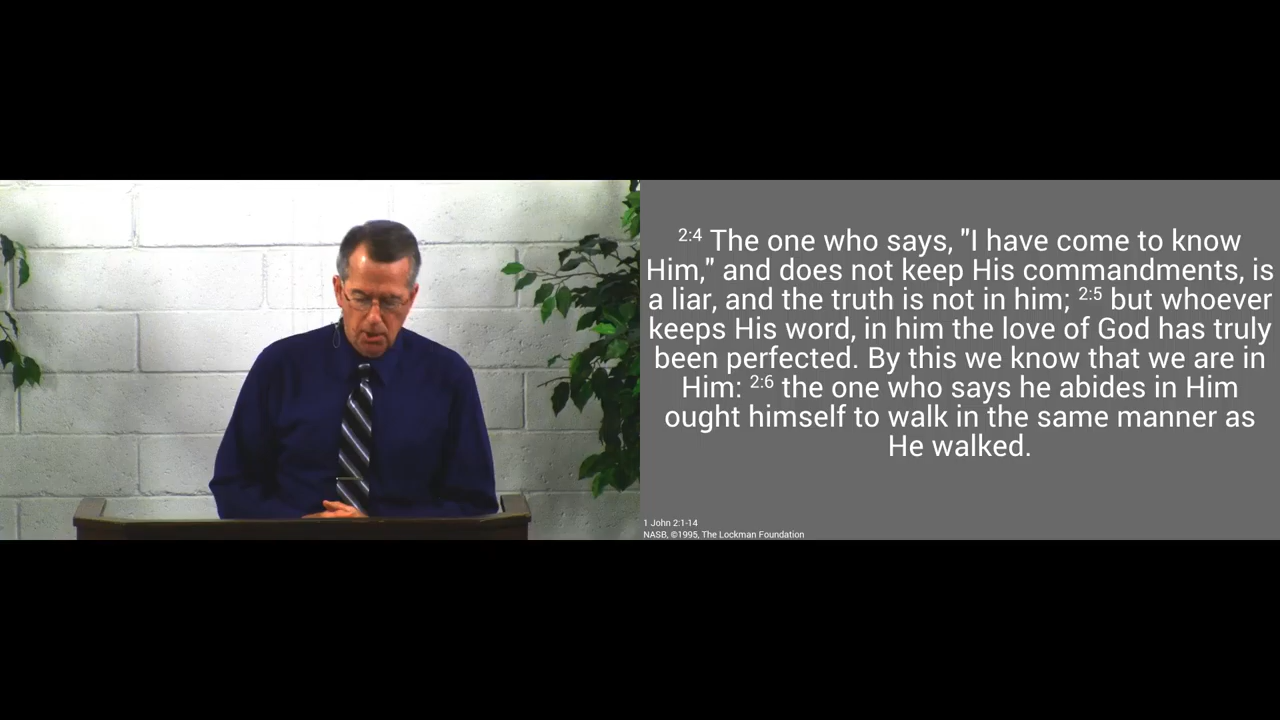 2:4 The one who says, "I have come to know
Him," and does not keep His commandments, is
a liar, and the truth is not in him; 2:5 but whoever
keeps His word, in him the love of God has truly
been perfected. By this we know that we are in
Him: 2:6 the one who says he abides in Him
ought himself to walk in the same manner as
He walked.
1 John 2:1-14
NASB, ©1995, The Lockman Foundation